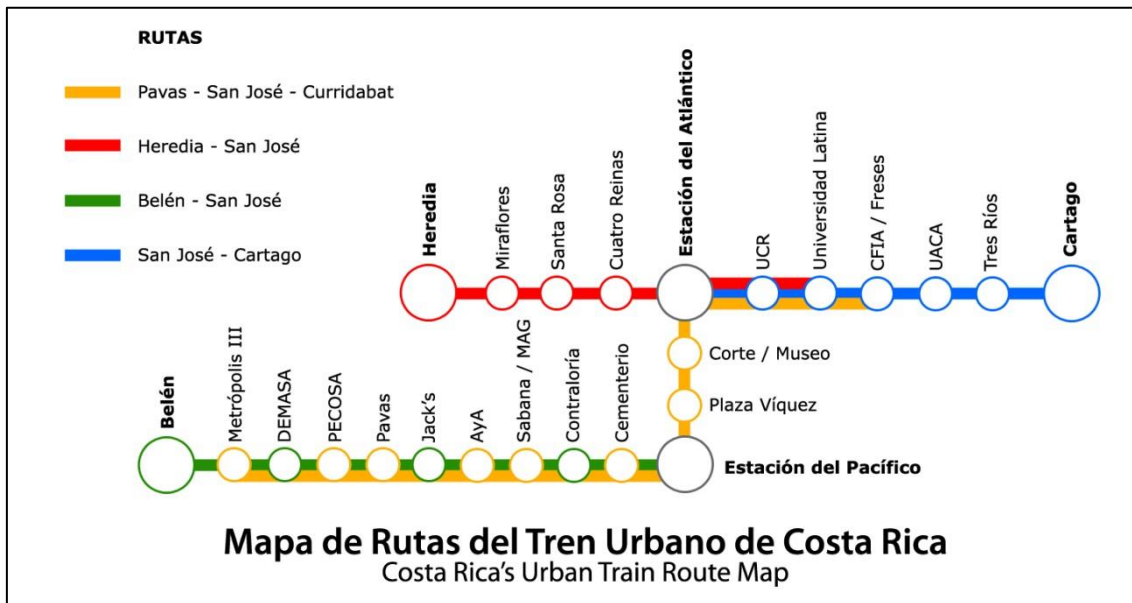 RUTAS
Pavas - San José - Curridabat
Heredia - San José
Belén - San José
San José - Cartago
Heredia
Miraflores
Santa Rosa
Cuatro Reinas
Estación del Atlántico
UCR
Universidad Latina
CFIA / Freses
UACA
Tres Ríos
Cartago
Corte / Museo
Plaza Víquez
Belén
Metrópolis III
DEMASA
PECOSA
Pavas
Jack's
AyA
Sabana / MAG
Contraloría
Cementerio
Estación del Pacífico
Mapa de Rutas del Tren Urbano de Costa Rica
Costa Rica's Urban Train Route Map